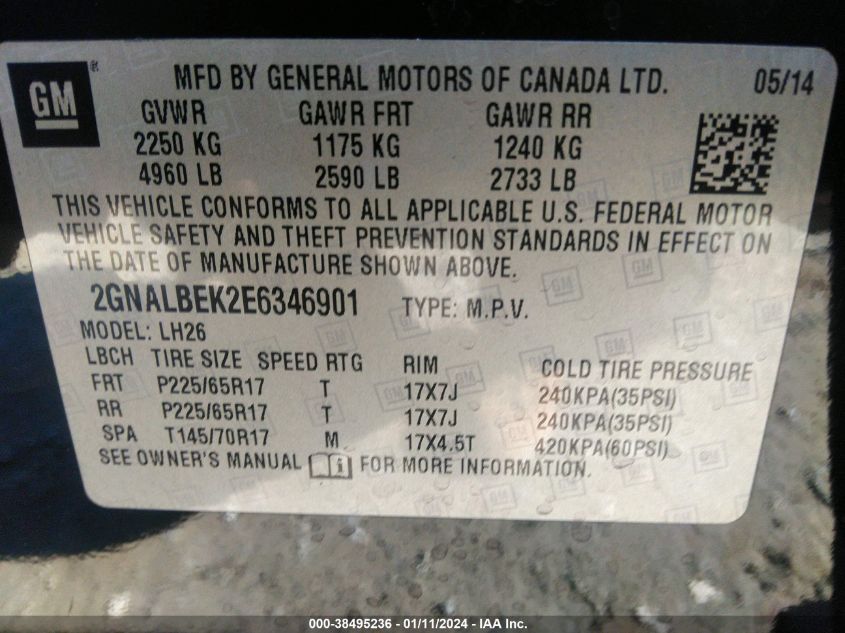 GM ® MFD BY GENERAL MOTORS OF CANADA LTD. 05/14
GVWR GAWR FRT GAWR RR
2250 KG 1175 KG 1240 KG
4960 LB 2590 LB 2733 LB
THIS VEHICLE CONFORMS TO ALL APPLICABLE U.S. FEDERAL MOTOR
VEHICLE SAFETY AND THEFT PREVENTION STANDARDS IN EFFECT ON
THE DATE OF MANUFACTURE SHOWN ABOVE.
2GNALBEK2E6346901 TYPE: M.P.V.
MODEL: LH26
LBCH TIRE SIZE SPEED RTG RIM COLD TIRE PRESSURE
FRT P225/65R17 T 17X7J 240KPA(35PSI)
RR P225/65R17 T 17X7J 240KPA(35PSI)
SPA T145/70R17 M 17X4.5T 420KPA(60PSI)
SEE OWNER'S MANUAL FOR MORE INFORMATION.
000-38495236 - 01/11/2024 - IAA Inc.